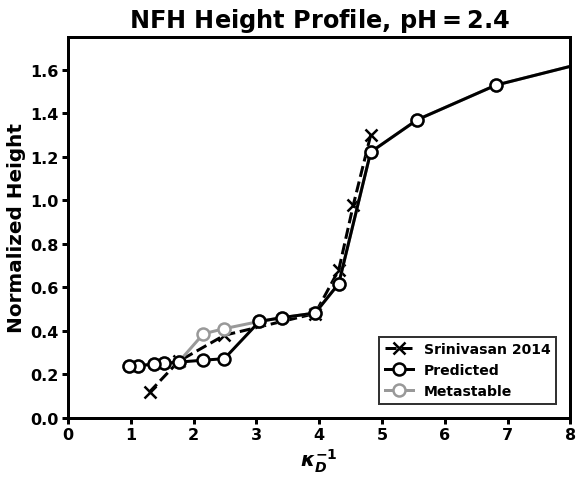 NFH Height Profile, pH = 2.4
Normalized Height
1.6
1.4
1.2
1.0
0.8
0.6
0.4
0.2
0.0
0 1 2 3 4 5 6 7 8
κ_D^{-1}
Srinivasan 2014
Predicted
Metastable